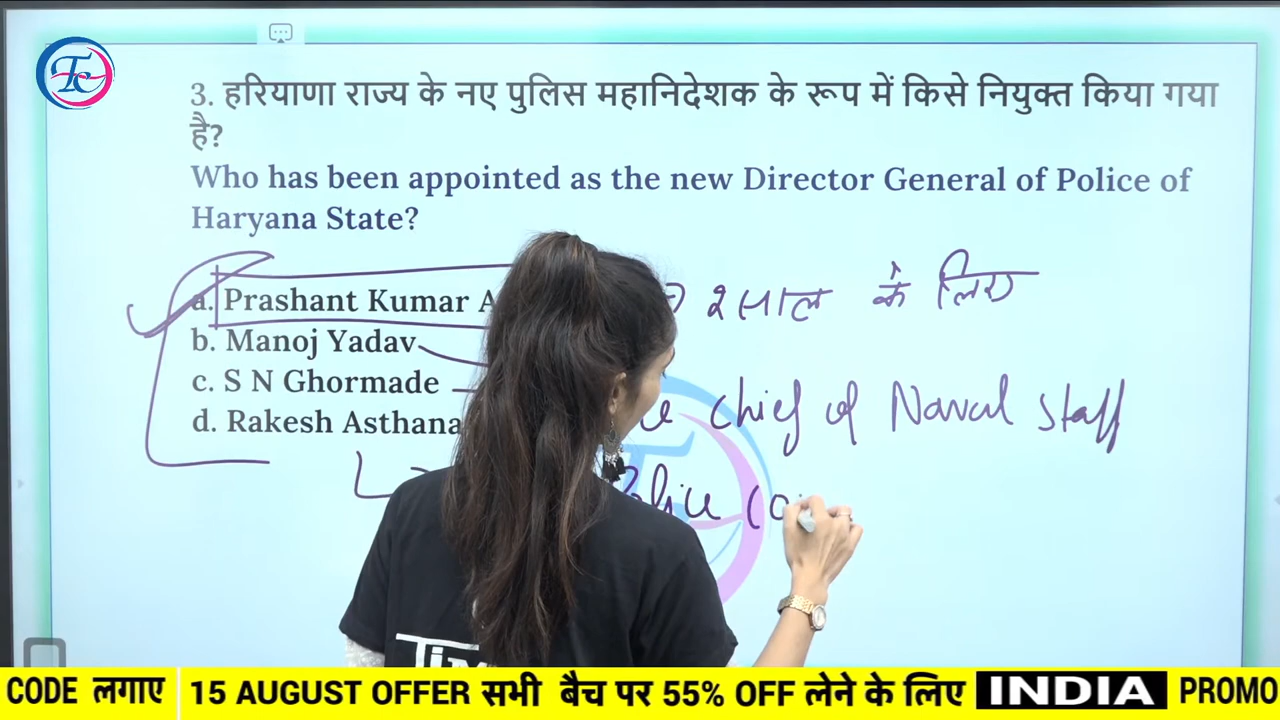 3. हरियाणा राज्य के नए पुलिस महानिदेशक के रूप में किसे नियुक्त किया गया
है?
Who has been appointed as the new Director General of Police of
Haryana State?
a. Prashant Kumar A
२ साल के लिए
b. Manoj Yadav
c. S N Ghormade
chief of Naval Staff
d. Rakesh Asthana
Police
CODE लगाए 15 AUGUST OFFER सभी बैच पर 55% OFF लेने के लिए INDIA PROMO